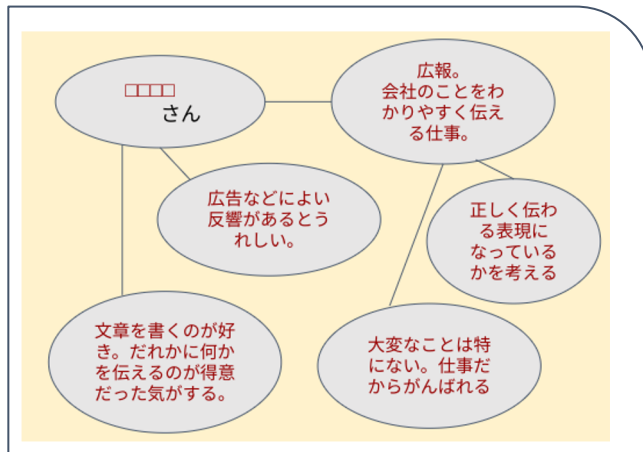 □□□□
さん
広報。
会社のことをわ
かりやすく伝え
る仕事。
広告などによい
反響があるとう
れしい。
正しく伝わ
る表現に
なっている
かを考える
文章を書くのが好
き。だれかに何か
を伝えるのが得意
だった気がする。
大変なことは特
にない。仕事だ
からがんばれる